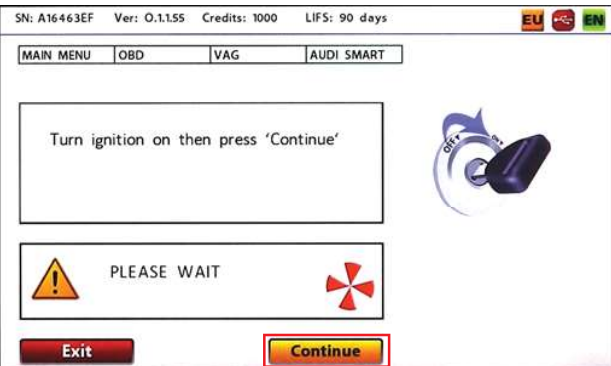 SN: A16463EF Ver: O.1.1.55 Credits: 1000 LIFS: 90 days EU EN
MAIN MENU OBD VAG AUDI SMART
Turn ignition on then press 'Continue'
OFF ON
PLEASE WAIT
Exit Continue